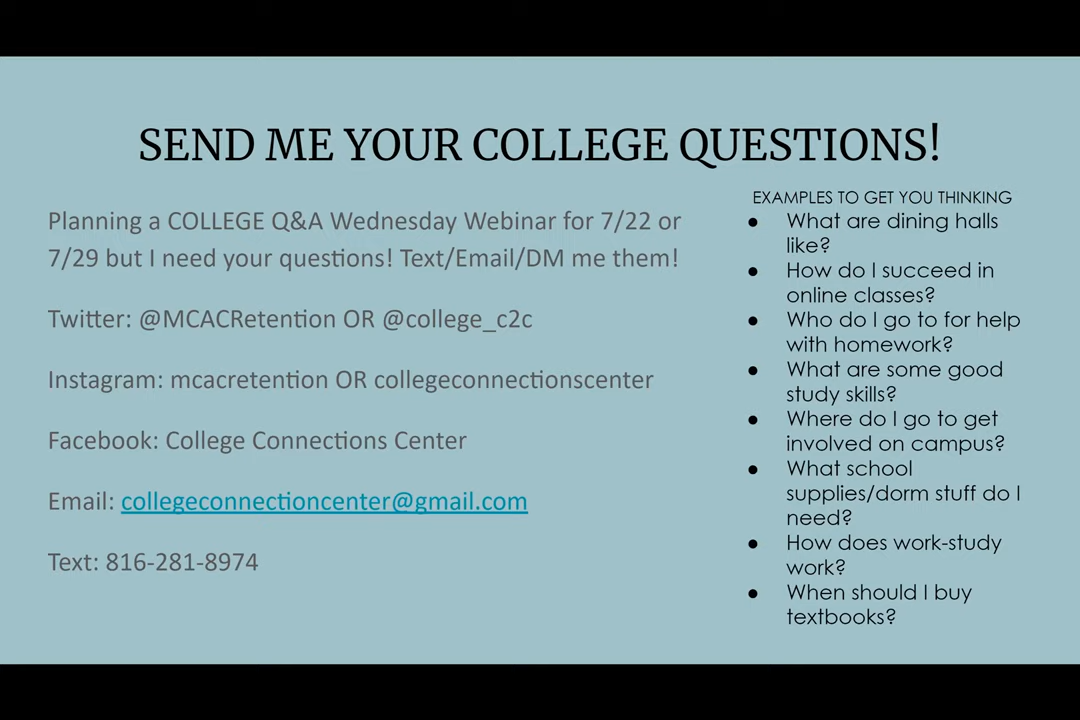 SEND ME YOUR COLLEGE QUESTIONS!
Planning a COLLEGE Q&A Wednesday Webinar for 7/22 or
7/29 but I need your questions! Text/Email/DM me them!
Twitter: @MCACRetention OR @college_c2c
Instagram: mcacretention OR collegeconnectionscenter
Facebook: College Connections Center
Email: collegeconnectioncenter@gmail.com
Text: 816-281-8974
EXAMPLES TO GET YOU THINKING
● What are dining halls
like?
● How do I succeed in
online classes?
● Who do I go to for help
with homework?
● What are some good
study skills?
● Where do I go to get
involved on campus?
● What school
supplies/dorm stuff do I
need?
● How does work-study
work?
● When should I buy
textbooks?